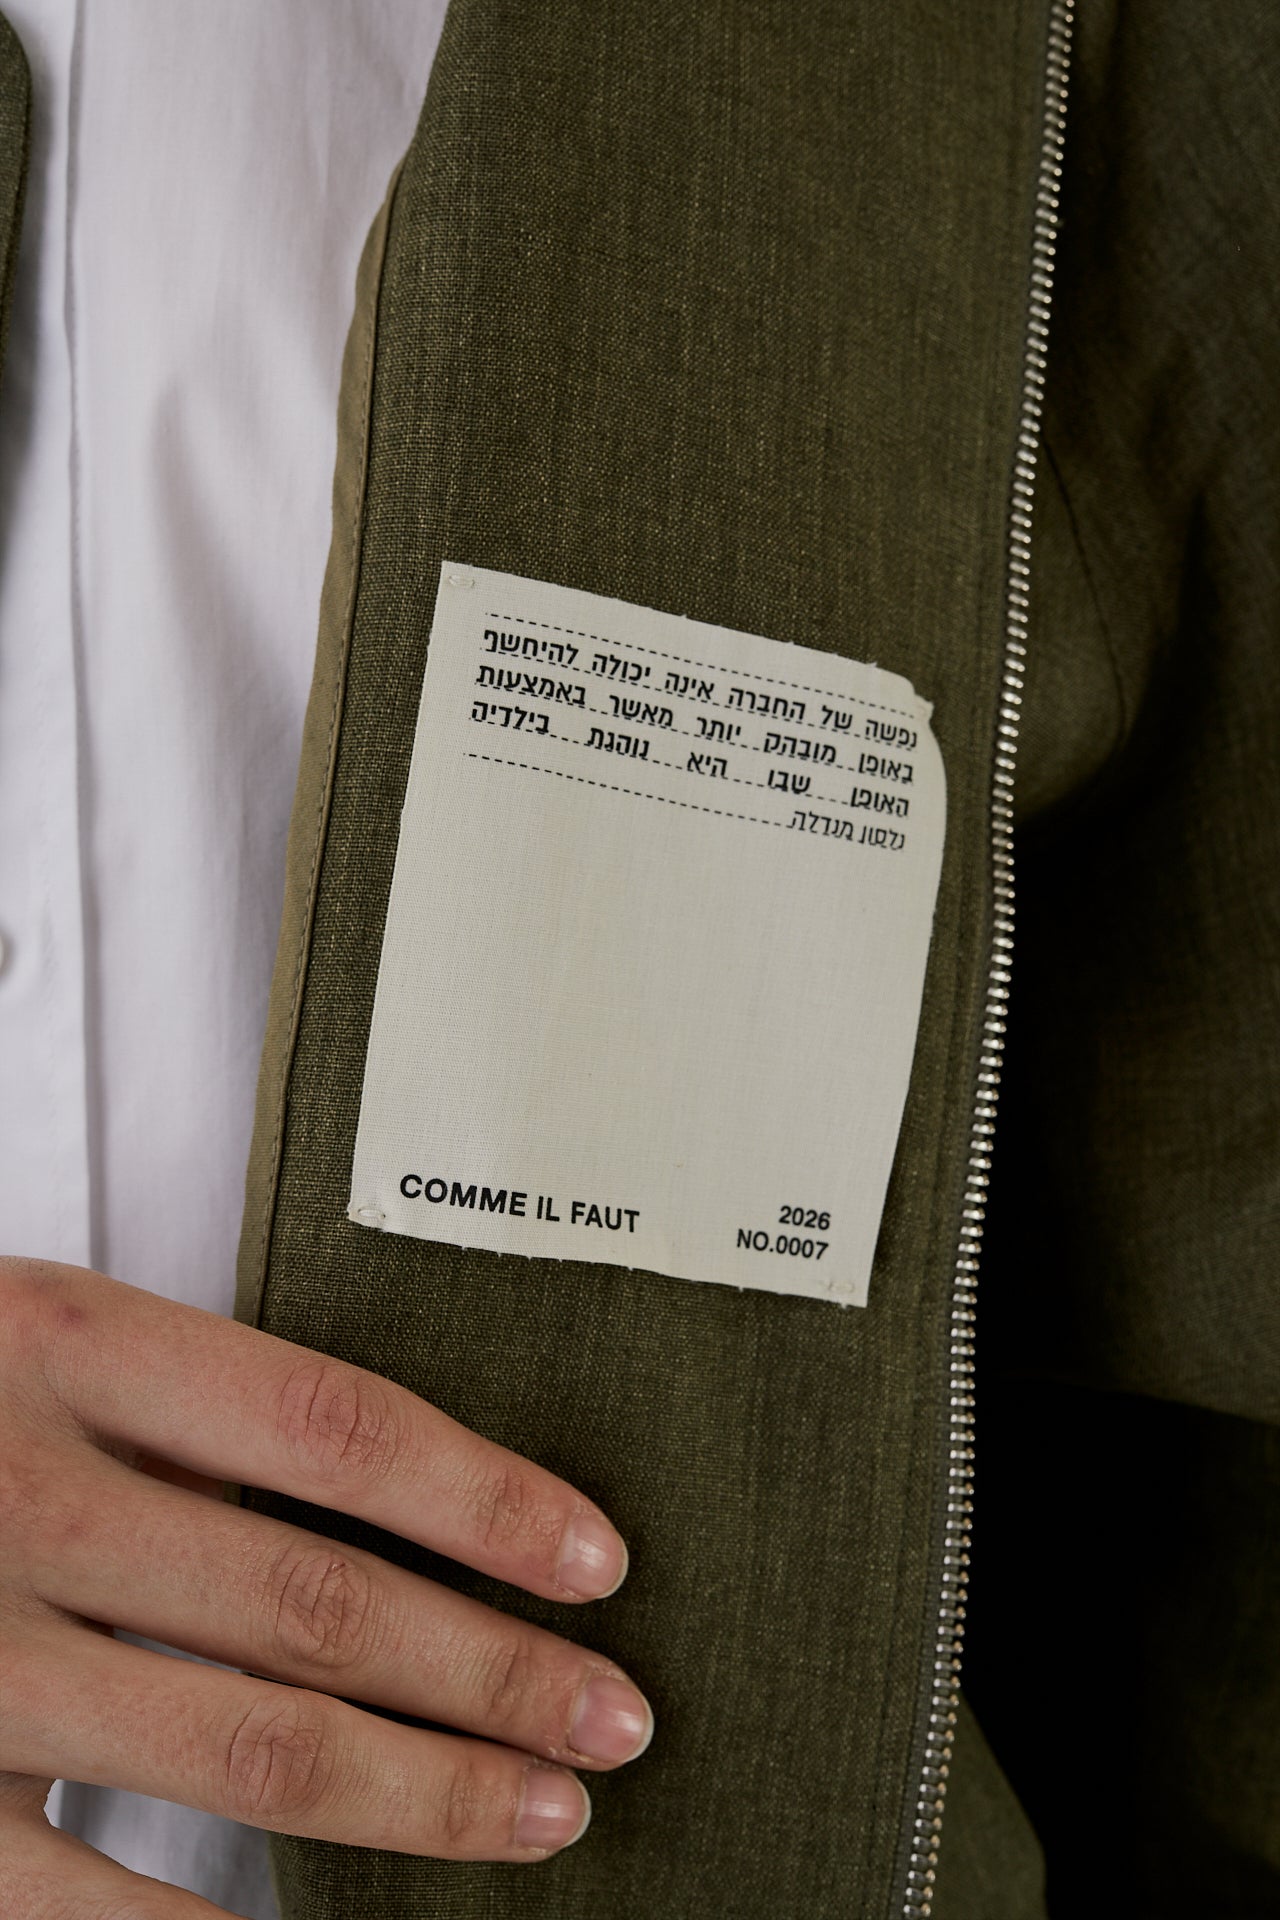 נפשה של החברה אינה יכולה להיחשף
באופן מובהק יותר מאשר באמצעות
האופן שבו היא נוהגת בילדיה
נלסון מנדלה
COMME IL FAUT
2026
NO.0007